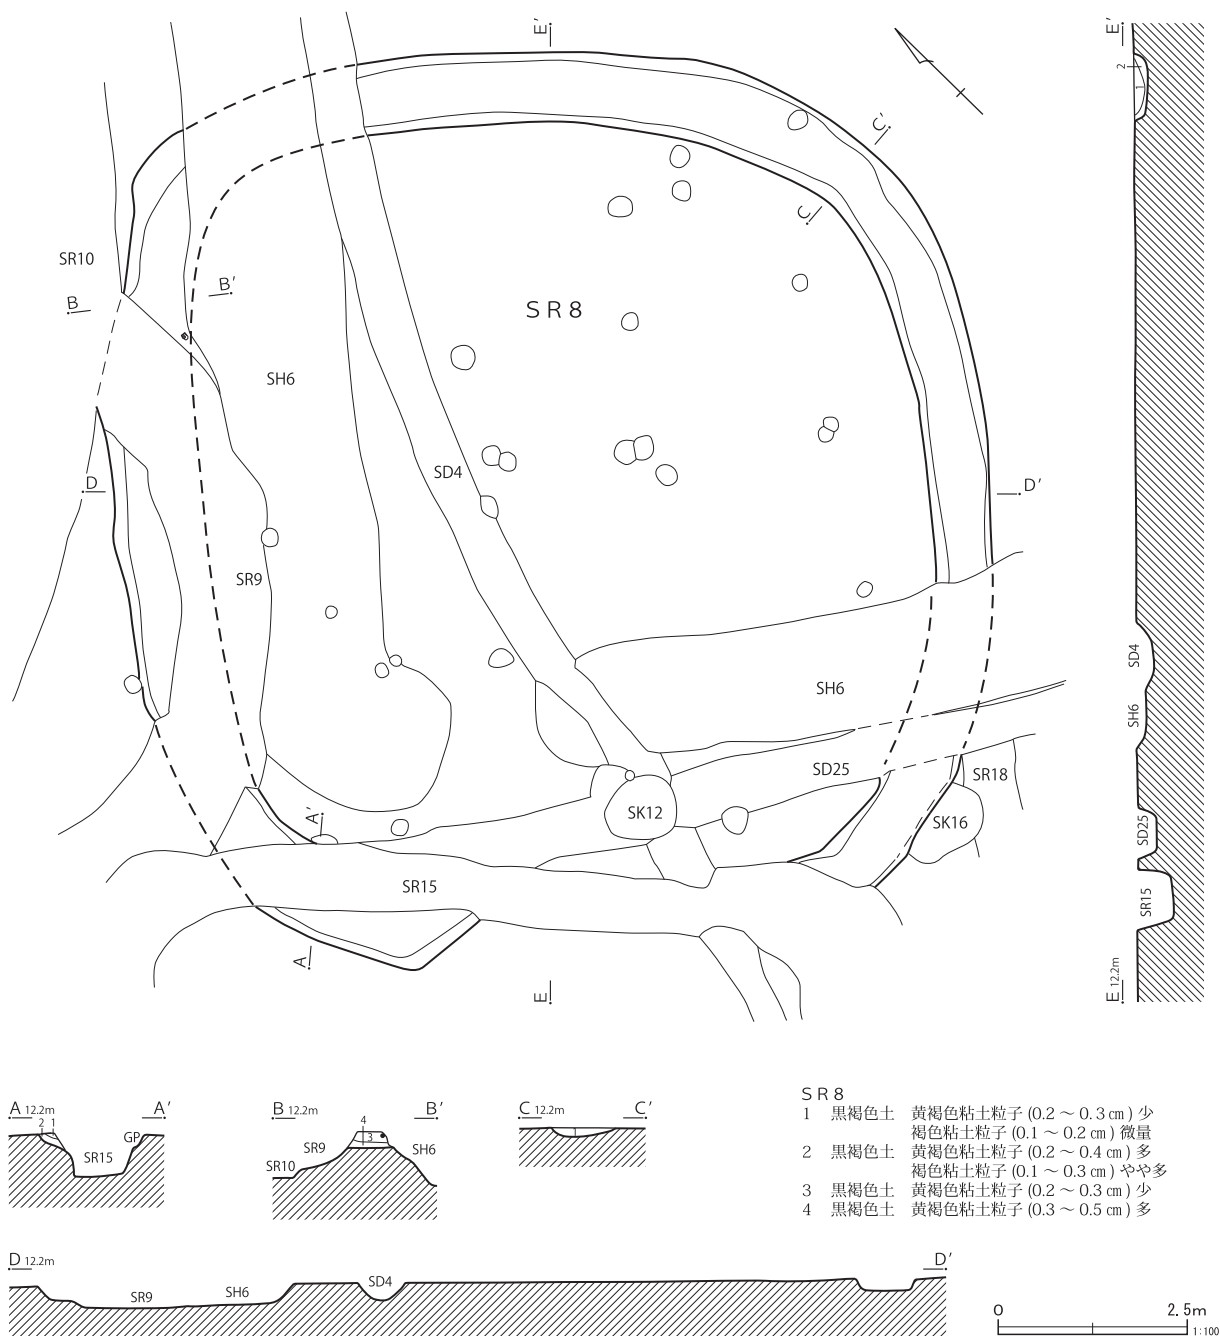 E′
E′
2
1
C′
C
SR10
B
B′
SR8
SH6
SD4
D
D′
SR9
SD4
SH6
SH6
SD25
SR18
SK12
SK16
SD25
A′
SR15
SR15
A
E
E 12.2m
A 12.2m A′
2 1
GP
SR15
B 12.2m B′
4
3
SR9
SH6
SR10
C 12.2m C′
1
SR8
1 黒褐色土 黄褐色粘土粒子 (0.2 ～ 0.3 ㎝ ) 少
褐色粘土粒子 (0.1 ～ 0.2 ㎝ ) 微量
2 黒褐色土 黄褐色粘土粒子 (0.2 ～ 0.4 ㎝ ) 多
褐色粘土粒子 (0.1 ～ 0.3 ㎝ ) やや多
3 黒褐色土 黄褐色粘土粒子 (0.2 ～ 0.3 ㎝ ) 少
4 黒褐色土 黄褐色粘土粒子 (0.3 ～ 0.5 ㎝ ) 多
D 12.2m D′
SR9
SH6
SD4
0 2.5m
1:100